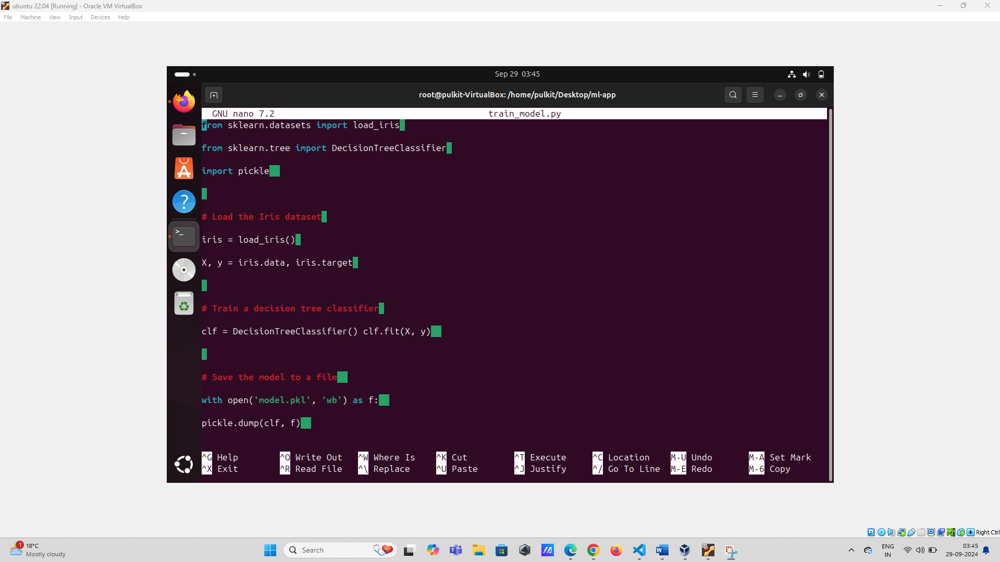 ubuntu 22.04 [Running] - Oracle VM VirtualBox
File Machine View Input Devices Help
Sep 29 03:45
root@pulkit-VirtualBox: /home/pulkit/Desktop/ml-app
GNU nano 7.2 train_model.py
from sklearn.datasets import load_iris
from sklearn.tree import DecisionTreeClassifier
import pickle
# Load the Iris dataset
iris = load_iris()
X, y = iris.data, iris.target
# Train a decision tree classifier
clf = DecisionTreeClassifier() clf.fit(X, y)
# Save the model to a file
with open('model.pkl', 'wb') as f:
pickle.dump(clf, f)
^G Help ^O Write Out ^W Where Is ^K Cut ^T Execute ^C Location M-U Undo M-A Set Mark
^X Exit ^R Read File ^\ Replace ^U Paste ^J Justify ^/ Go To Line M-E Redo M-6 Copy
Right Ctrl
1
18°C
Mostly cloudy
Search
ENG
IN
03:45
29-09-2024